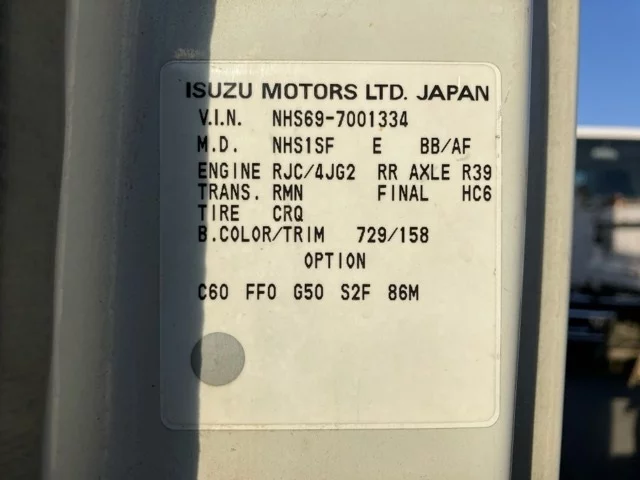 ISUZU MOTORS LTD. JAPAN
V.I.N. NHS69-7001334
M.D. NHS1SF E BB/AF
ENGINE RJC/4JG2 RR AXLE R39
TRANS. RMN FINAL HC6
TIRE CRQ
B.COLOR/TRIM 729/158
OPTION
C60 FF0 G50 S2F 86M